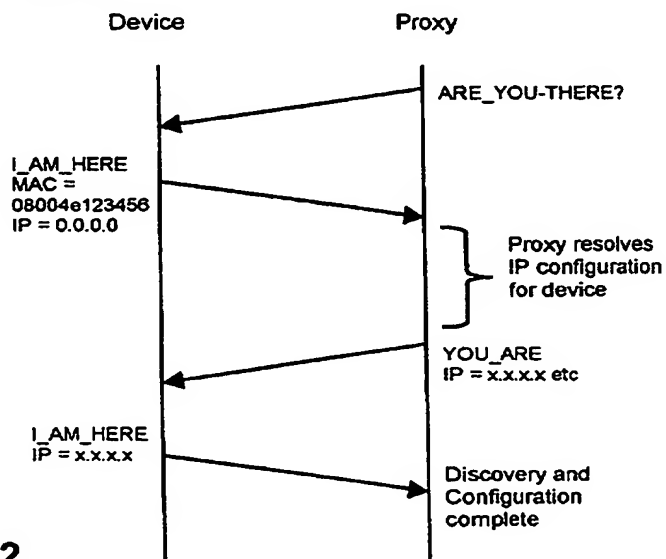 Device
Proxy
ARE_YOU-THERE?
I_AM_HERE
MAC =
08004e123456
IP = 0.0.0.0
Proxy resolves
IP configuration
for device
YOU_ARE
IP = x.x.x.x etc
I_AM_HERE
IP = x.x.x.x
Discovery and
Configuration
complete
2